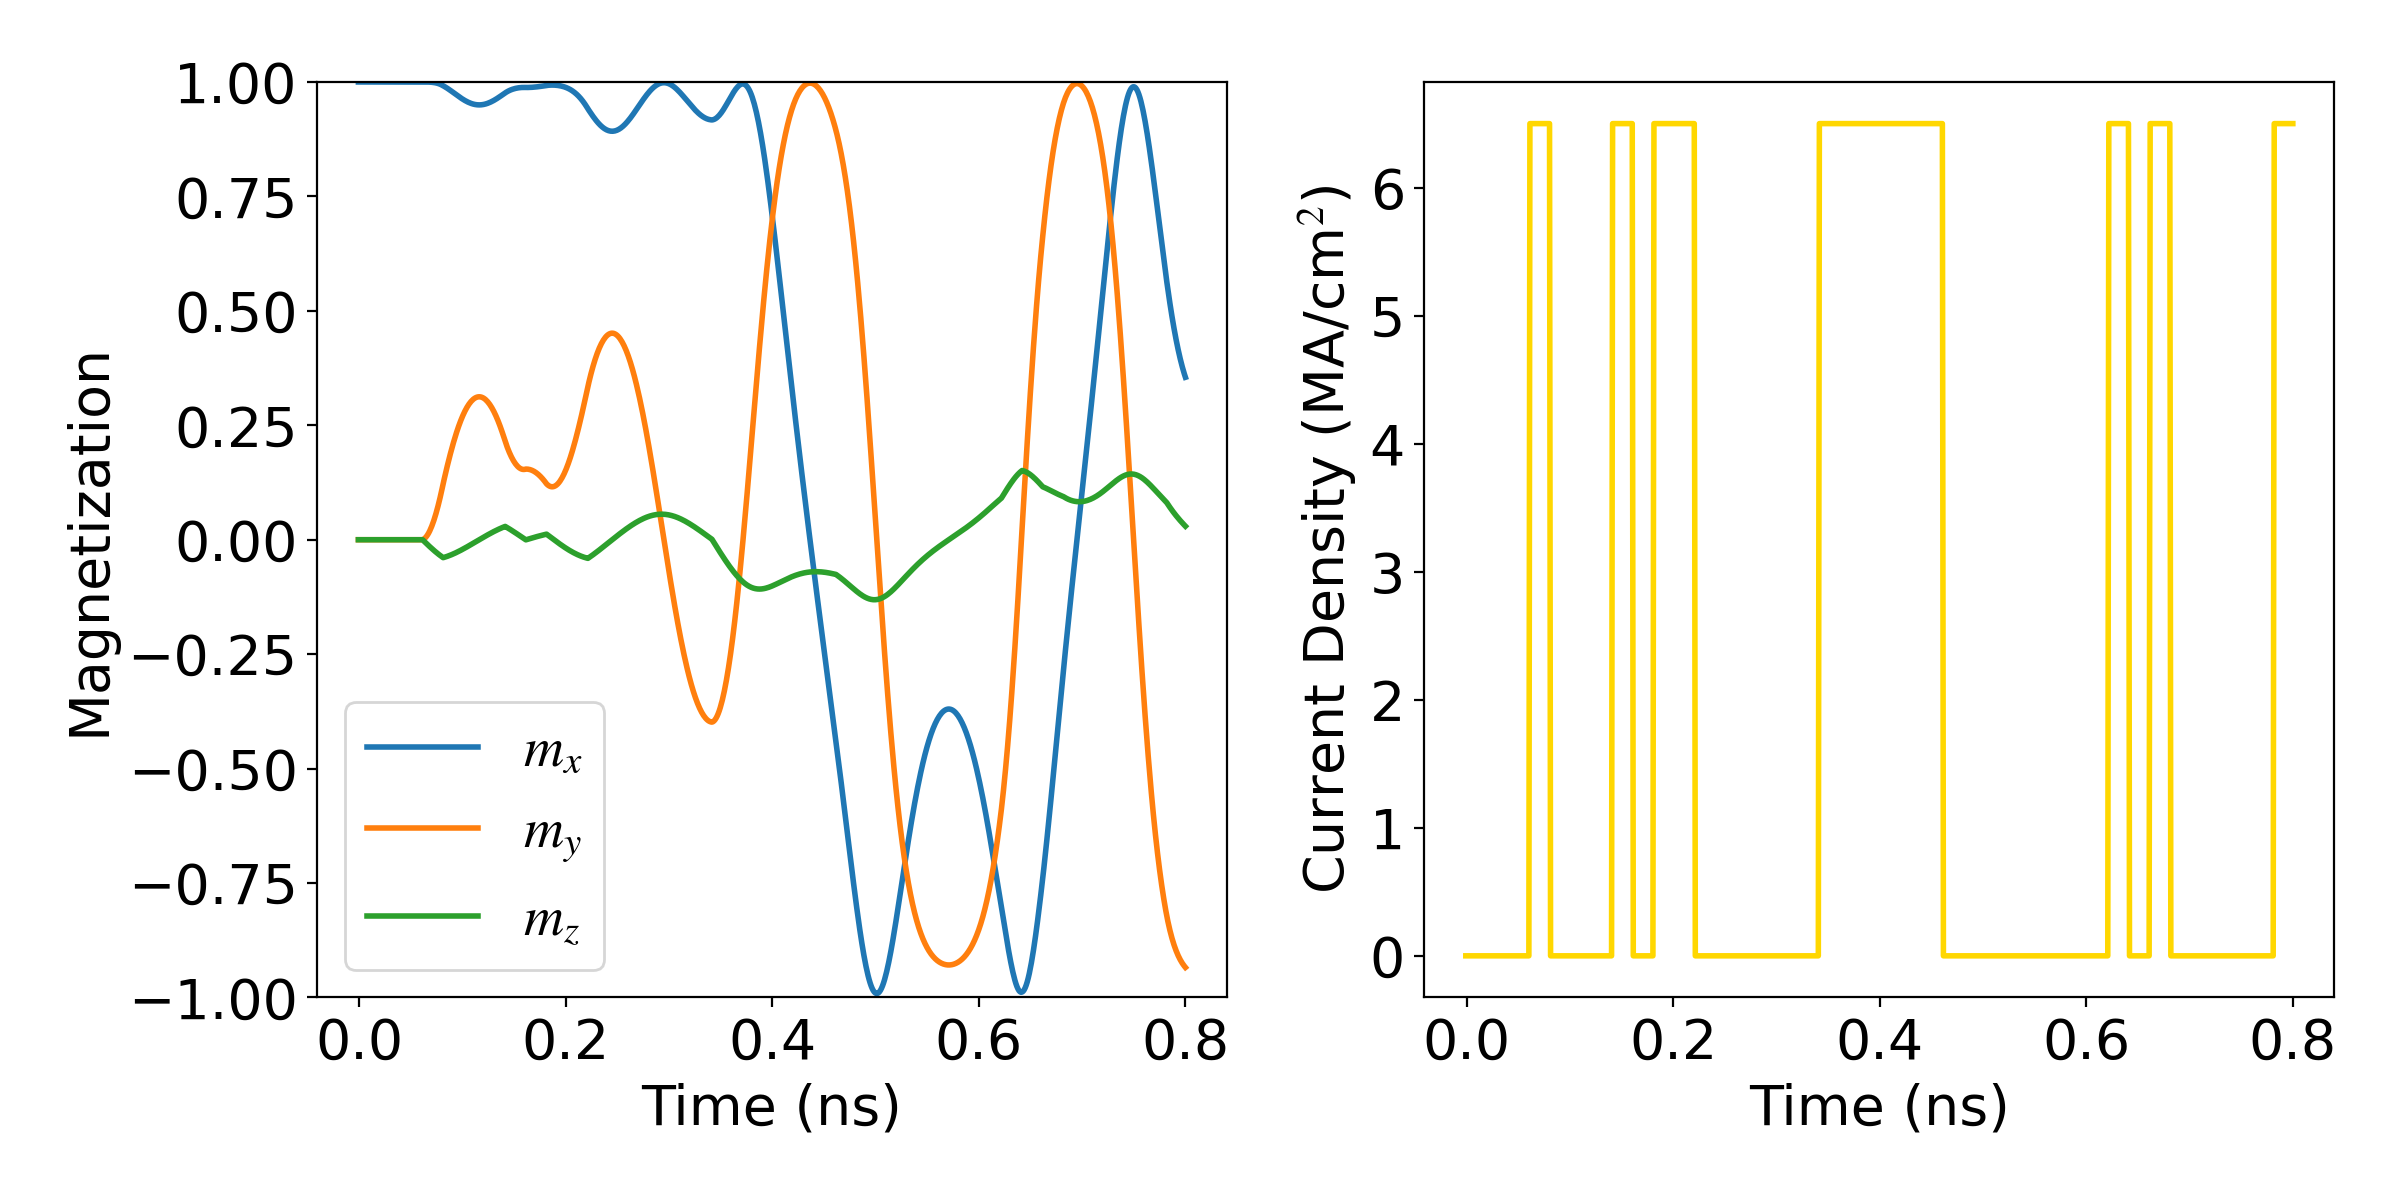 1.00
0.75
0.50
0.25
0.00
−0.25
−0.50
−0.75
−1.00
Magnetization
m_x
m_y
m_z
0.0 0.2 0.4 0.6 0.8
Time (ns)
6
5
4
3
2
1
0
Current Density (MA/cm²)
0.0 0.2 0.4 0.6 0.8
Time (ns)